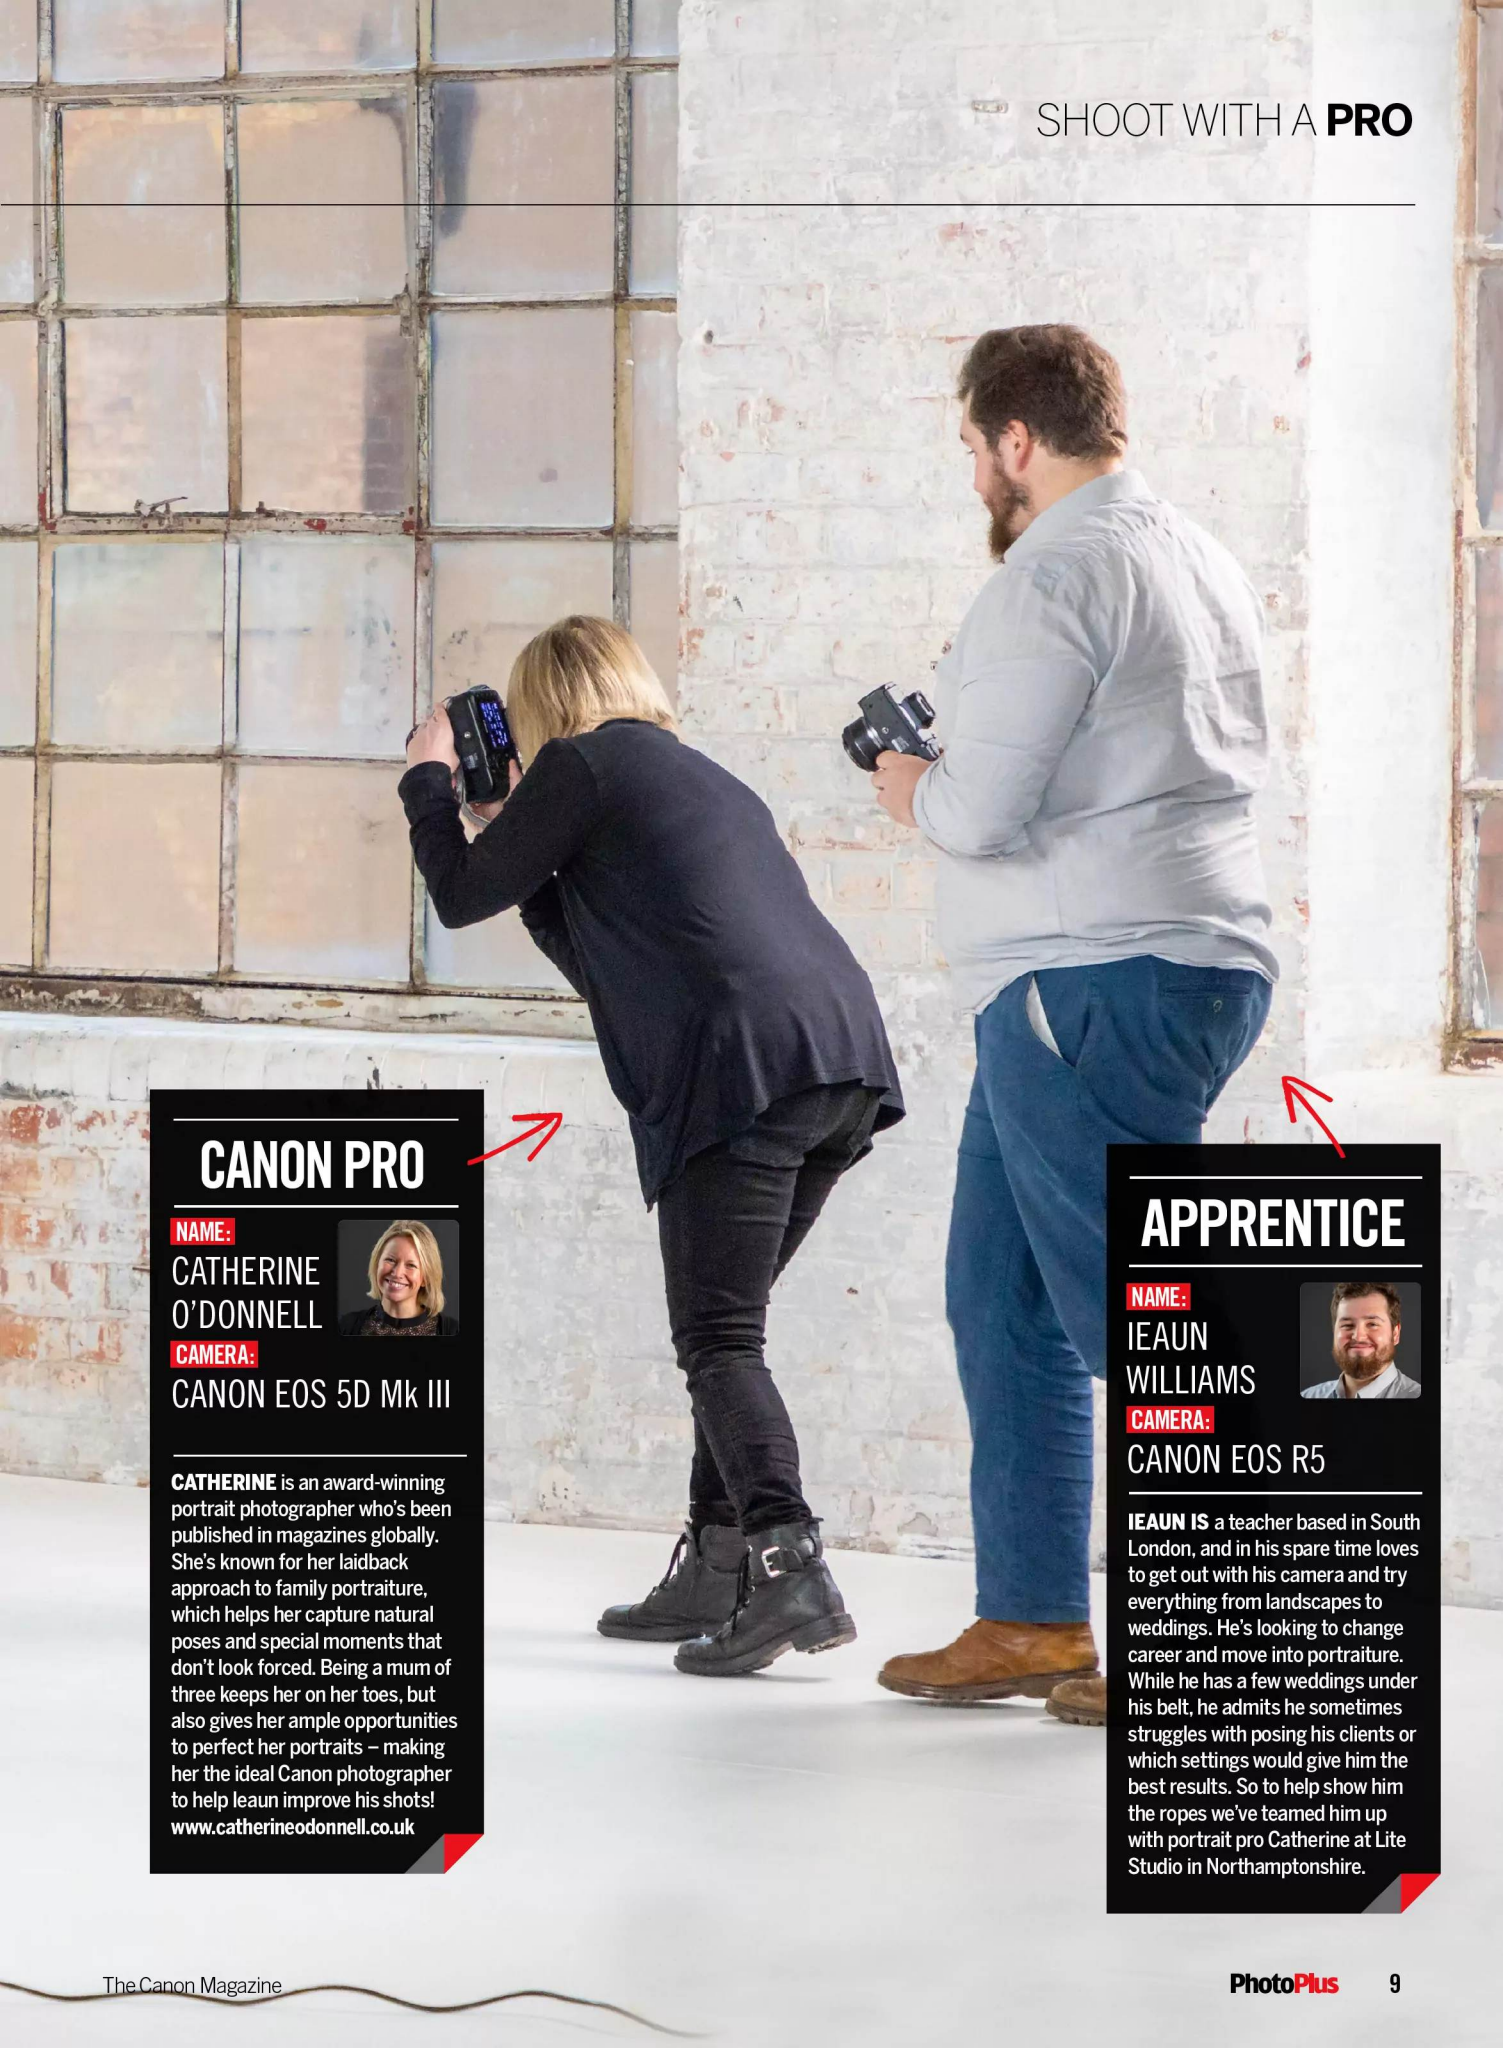 SHOOT WITH A PRO
CANON PRO
NAME:
CATHERINE
O'DONNELL
CAMERA:
CANON EOS 5D Mk III
CATHERINE is an award-winning
portrait photographer who's been
published in magazines globally.
She's known for her laidback
approach to family portraiture,
which helps her capture natural
poses and special moments that
don't look forced. Being a mum of
three keeps her on her toes, but
also gives her ample opportunities
to perfect her portraits – making
her the ideal Canon photographer
to help Ieaun improve his shots!
www.catherineodonnell.co.uk
APPRENTICE
NAME:
IEAUN
WILLIAMS
CAMERA:
CANON EOS R5
IEAUN IS a teacher based in South
London, and in his spare time loves
to get out with his camera and try
everything from landscapes to
weddings. He's looking to change
career and move into portraiture.
While he has a few weddings under
his belt, he admits he sometimes
struggles with posing his clients or
which settings would give him the
best results. So to help show him
the ropes we've teamed him up
with portrait pro Catherine at Lite
Studio in Northamptonshire.
The Canon Magazine
PhotoPlus 9